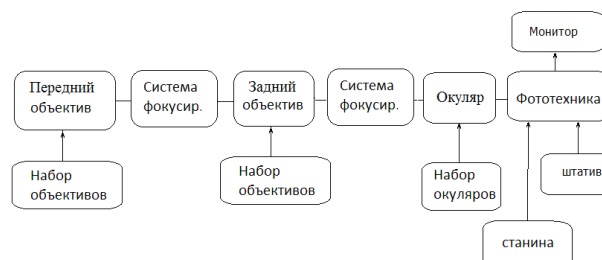 Монитор
Передний
объектив
Система
фокусир.
Задний
объектив
Система
фокусир.
Окуляр
Фототехника
Набор
объективов
Набор
объективов
Набор
окуляров
штатив
станина